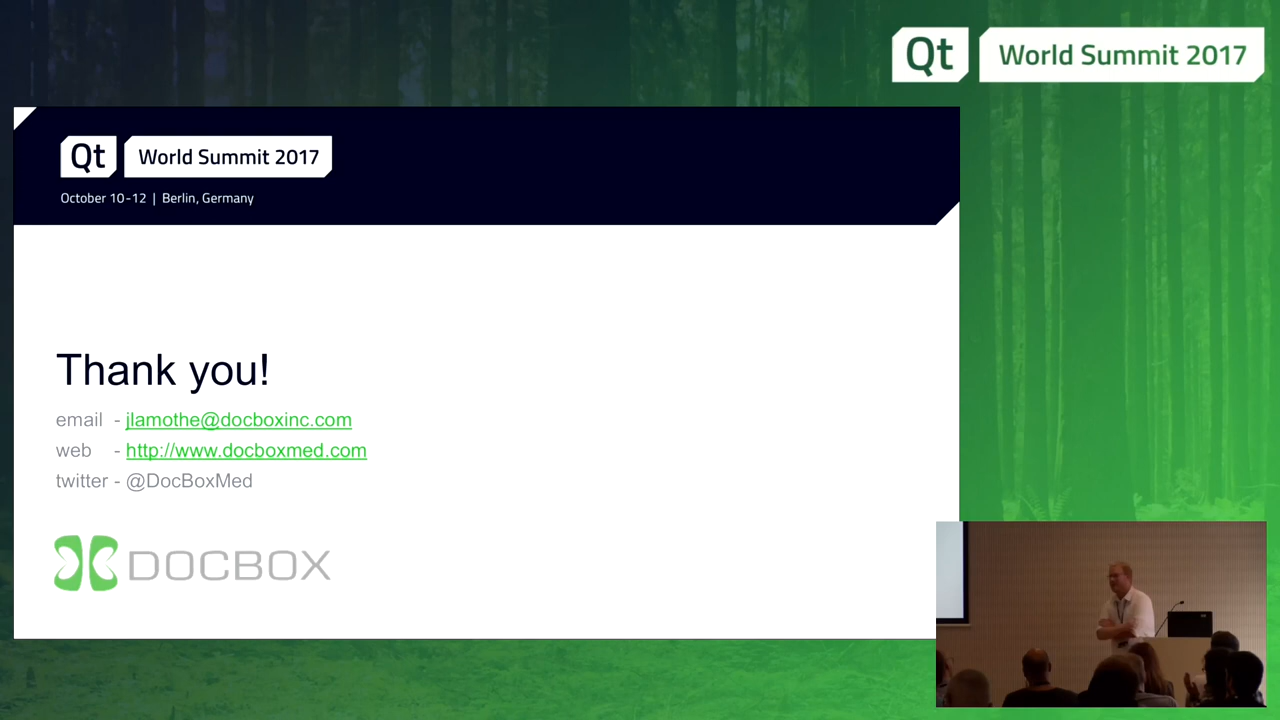 Qt World Summit 2017
Qt World Summit 2017
October 10-12 | Berlin, Germany
Thank you!
email - jlamothe@docboxinc.com
web - http://www.docboxmed.com
twitter - @DocBoxMed
DOCBOX